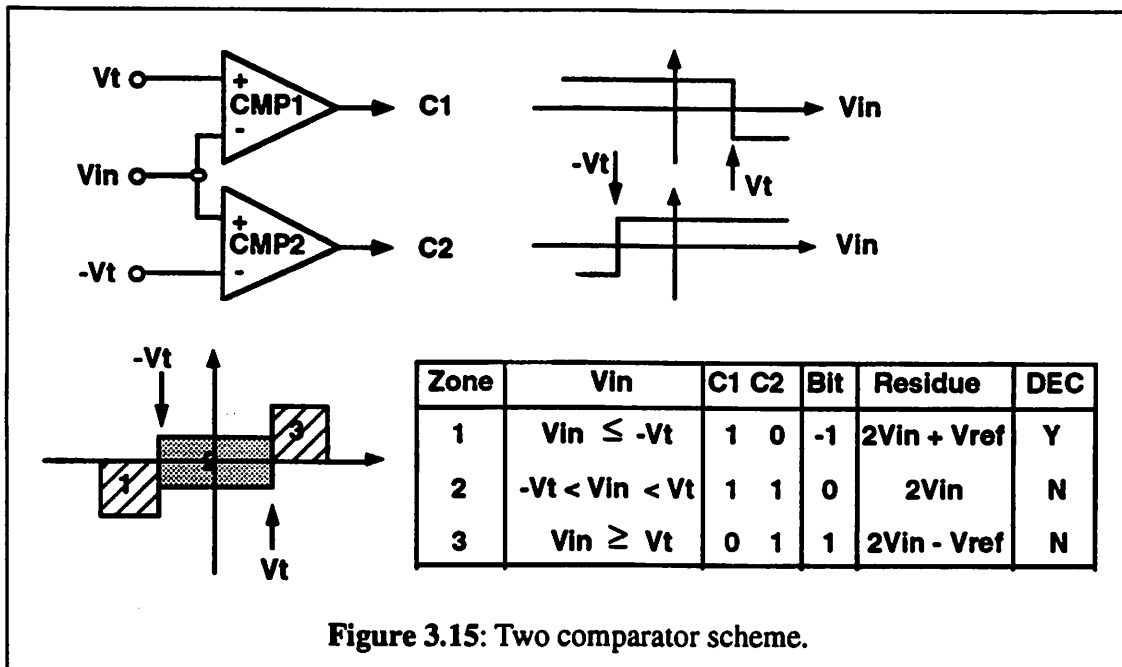 Vt
+
CMP1
-
C1
Vin
Vin
-Vt
Vt
+
CMP2
-
C2
Vin
-Vt
-Vt
1
3
Vt
Zone Vin C1 C2 Bit Residue DEC
1 Vin ≤ -Vt 1 0 -1 2Vin + Vref Y
2 -Vt < Vin < Vt 1 1 0 2Vin N
3 Vin ≥ Vt 0 1 1 2Vin - Vref N
Figure 3.15: Two comparator scheme.